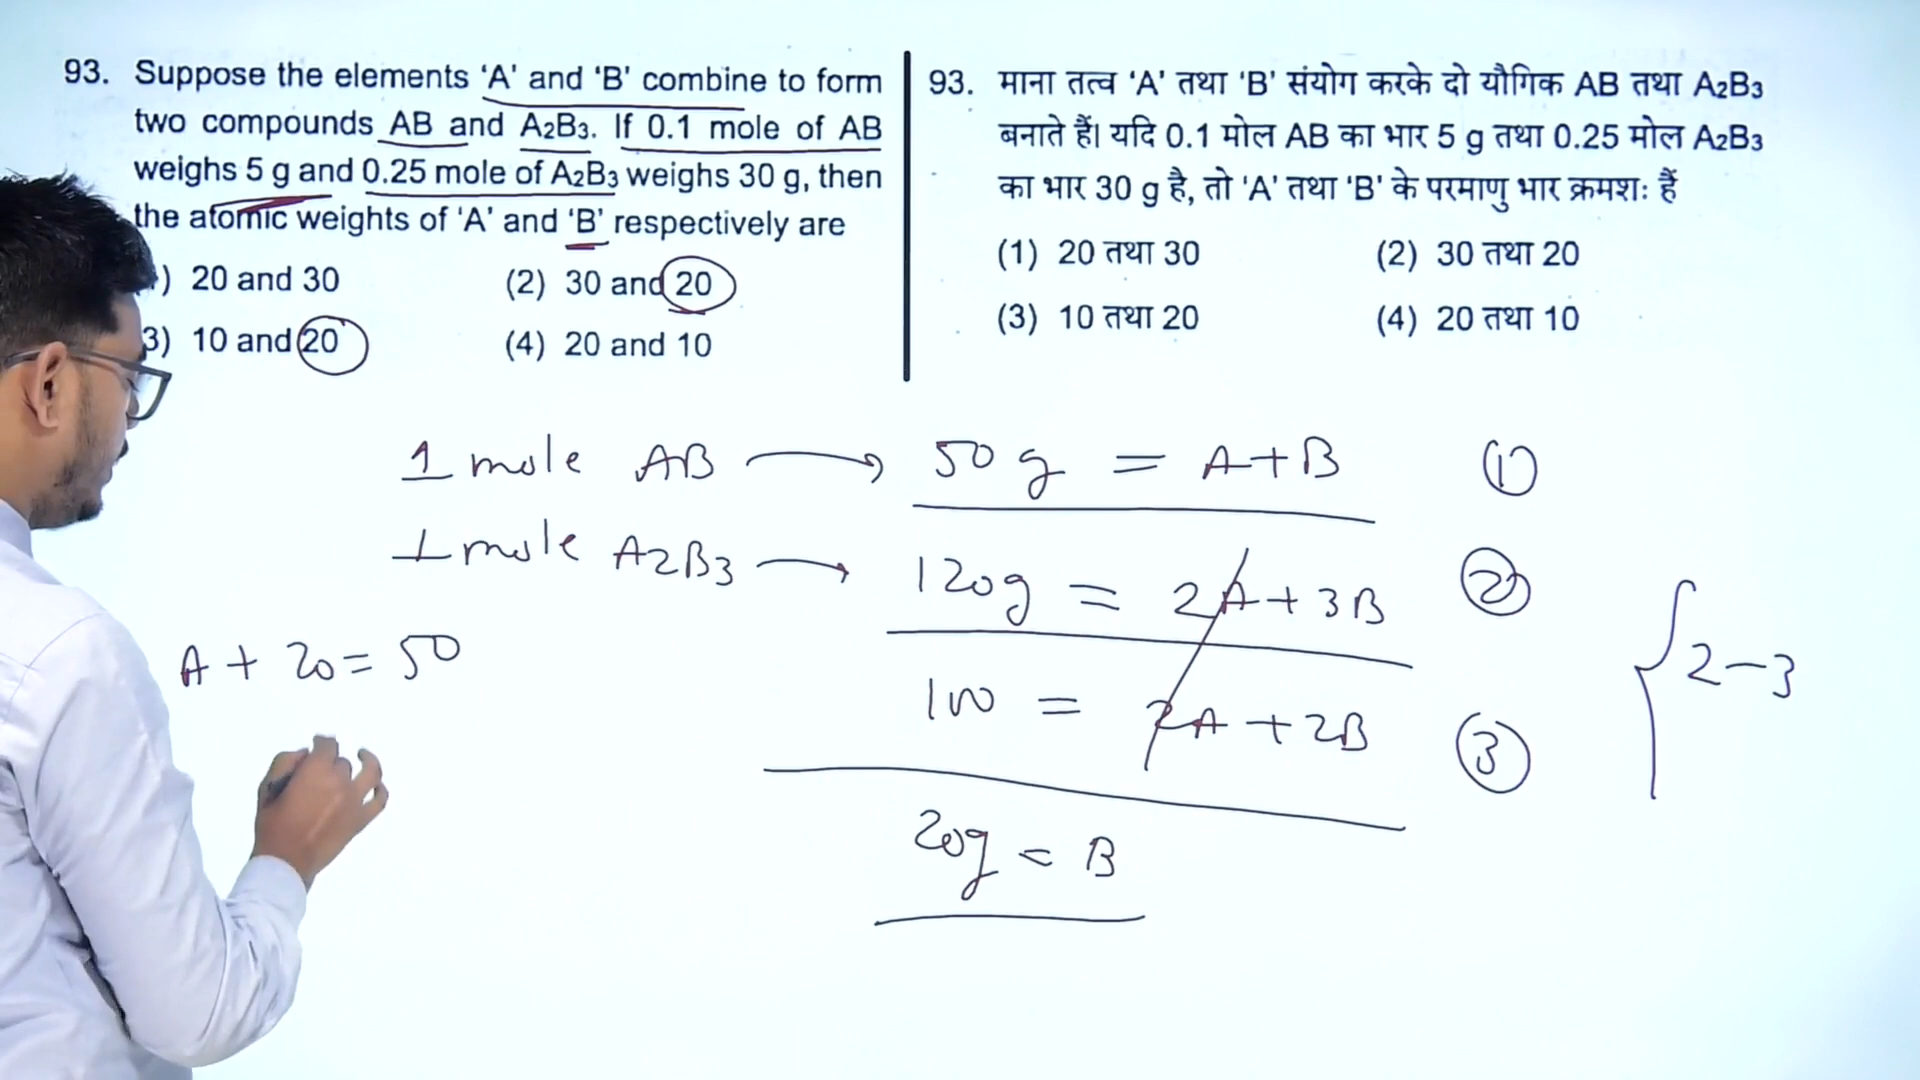 93. Suppose the elements ‘A’ and ‘B’ combine to form
two compounds AB and A2B3. If 0.1 mole of AB
weighs 5 g and 0.25 mole of A2B3 weighs 30 g, then
the atomic weights of ‘A’ and ‘B’ respectively are
) 20 and 30 (2) 30 and 20
3) 10 and 20 (4) 20 and 10
93. माना तत्व ‘A’ तथा ‘B’ संयोग करके दो यौगिक AB तथा A2B3
बनाते हैं। यदि 0.1 मोल AB का भार 5 g तथा 0.25 मोल A2B3
का भार 30 g है, तो ‘A’ तथा ‘B’ के परमाणु भार क्रमशः हैं
(1) 20 तथा 30 (2) 30 तथा 20
(3) 10 तथा 20 (4) 20 तथा 10
1 mole AB → 50 g = A+B 1
1 mole A2B3 → 120g = 2A+3B 2
100 = 2A+2B 3
2-3
20g = B
A + 20 = 50